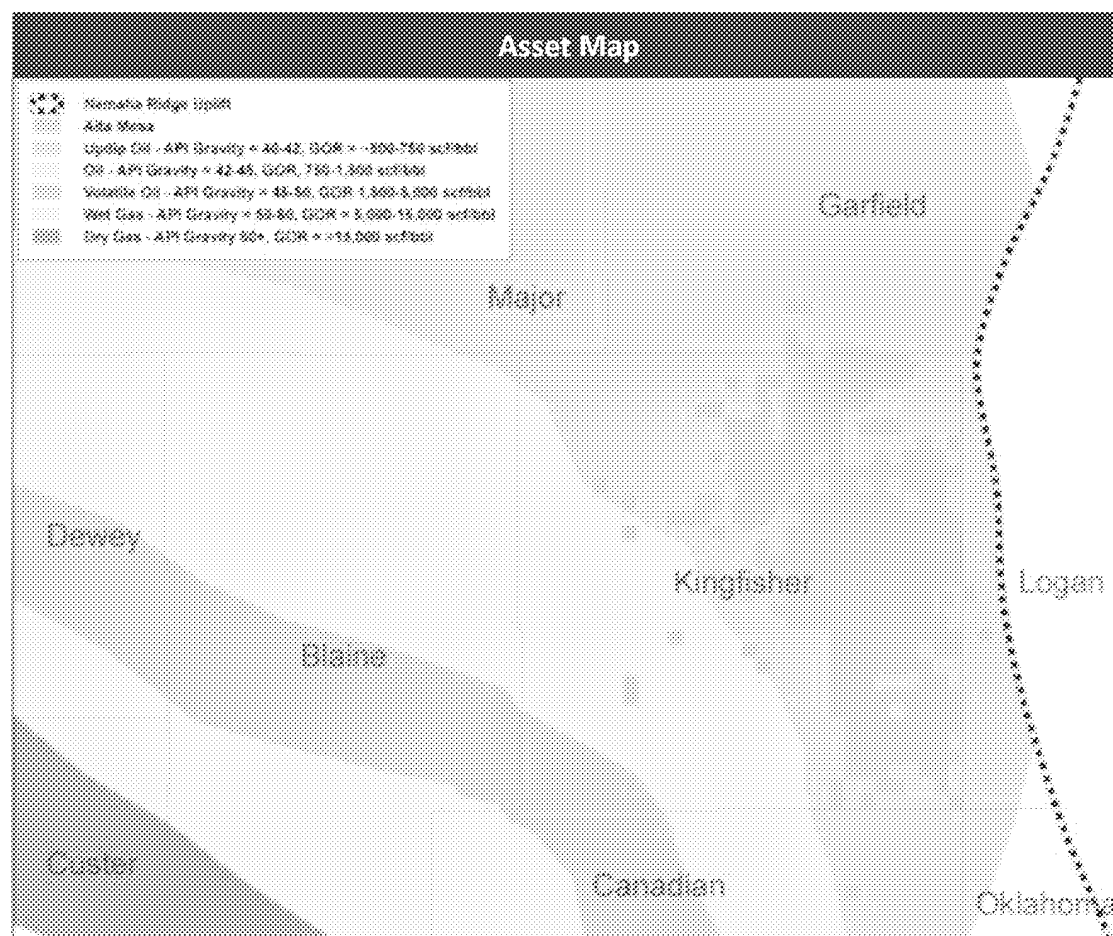 Asset Map
Nemaha Ridge Uplift
Alta Mesa
Updip Oil - API Gravity = 40-42, GOR = ~500-750 scf/bbl
Oil - API Gravity = 42-45, GOR, 750-1,500 scf/bbl
Volatile Oil - API Gravity = 45-50, GOR 1,500-5,000 scf/bbl
Wet Gas - API Gravity = 50-60, GOR = 5,000-15,000 scf/bbl
Dry Gas - API Gravity 60+, GOR = >15,000 scf/bbl
Garfield
Major
Dewey
Kingfisher
Logan
Blaine
Custer
Canadian
Oklahoma